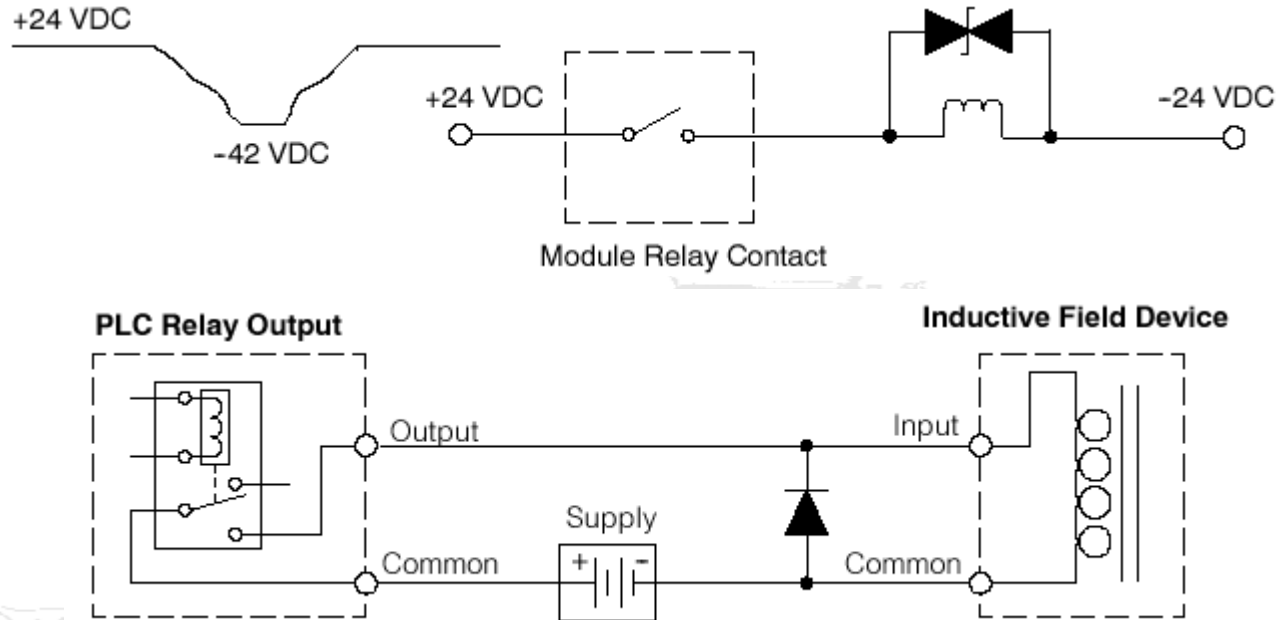 +24 VDC
-42 VDC
+24 VDC
-24 VDC
Module Relay Contact
PLC Relay Output
Inductive Field Device
Output
Input
Supply
+ -
Common
Common